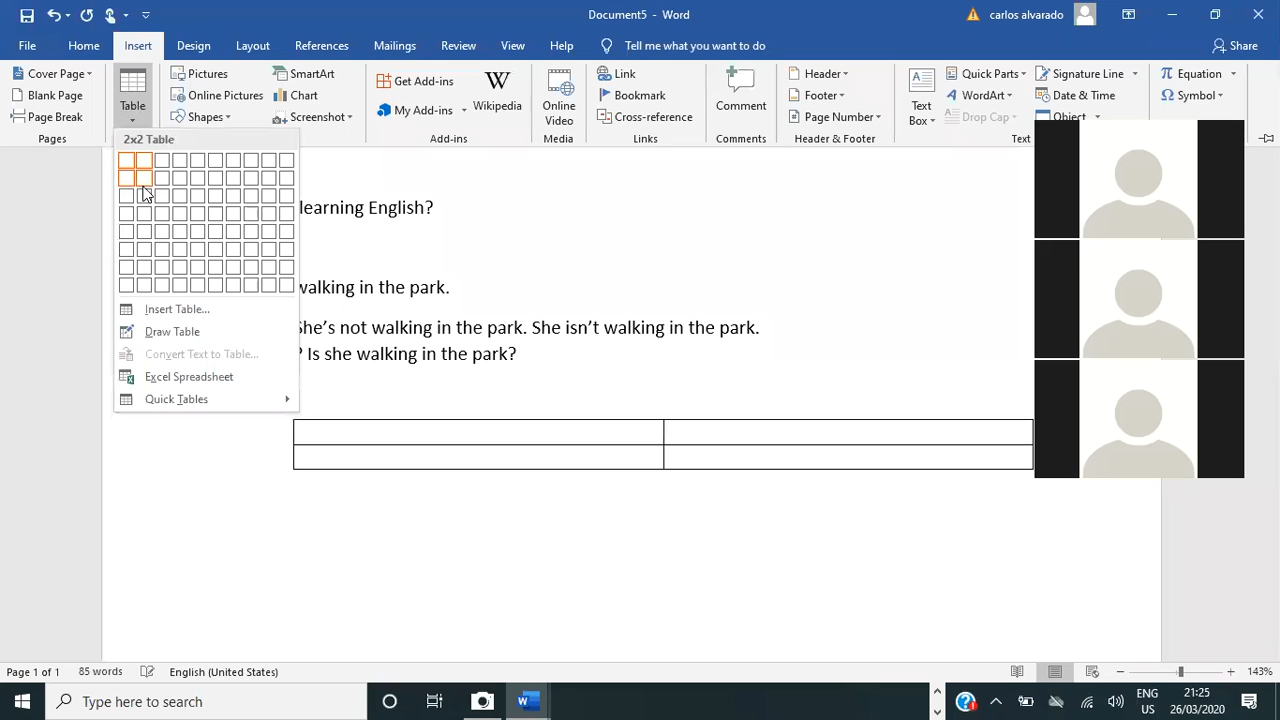 Document5 - Word
carlos alvarado
File Home Insert Design Layout References Mailings Review View Help Tell me what you want to do Share
Cover Page
Blank Page
Page Break
Pages
Table
Pictures
Online Pictures
Shapes
SmartArt
Chart
Screenshot
Get Add-ins
My Add-ins
W
Wikipedia
Add-ins
Online
Video
Media
Link
Bookmark
Cross-reference
Links
Comment
Comments
Header
Footer
Page Number
Header & Footer
Text
Box
Quick Parts
WordArt
Drop Cap
Signature Line
Date & Time
Object
Text
Equation
Symbol
2x2 Table
Insert Table...
Draw Table
Convert Text to Table...
Excel Spreadsheet
Quick Tables
learning English?
walking in the park.
She's not walking in the park. She isn't walking in the park.
? Is she walking in the park?
Page 1 of 1 85 words English (United States) 143%
Type here to search
ENG
US
21:25
26/03/2020